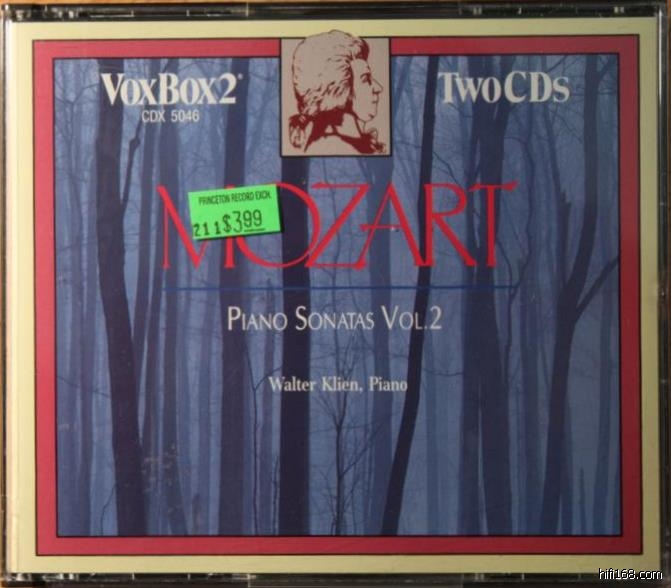 VOXBOX2®
CDX 5046
TWO CDS
PRINCETON RECORD EXCH.
211 $3.99
MOZART
PIANO SONATAS VOL.2
Walter Klien, Piano
hifi168.com